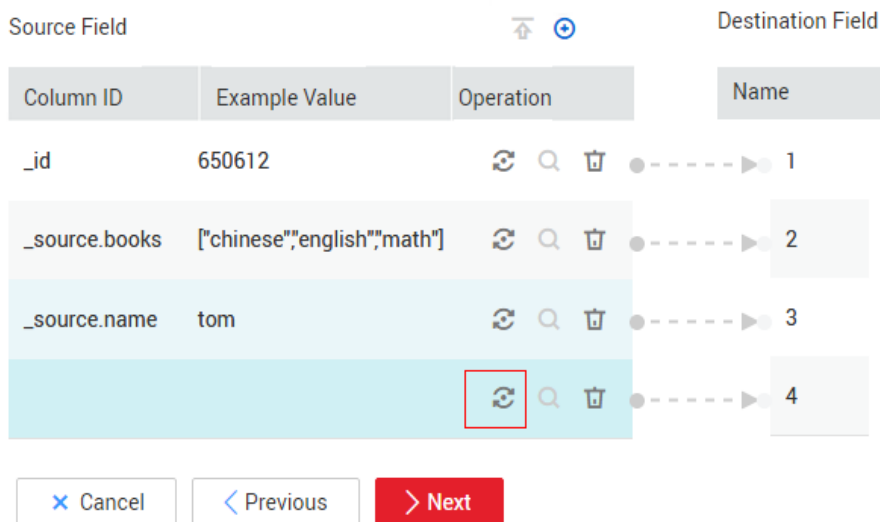 Source Field Destination Field
Column ID Example Value Operation Name
_id 650612 1
_source.books ["chinese","english","math"] 2
_source.name tom 3
4
Cancel Previous Next